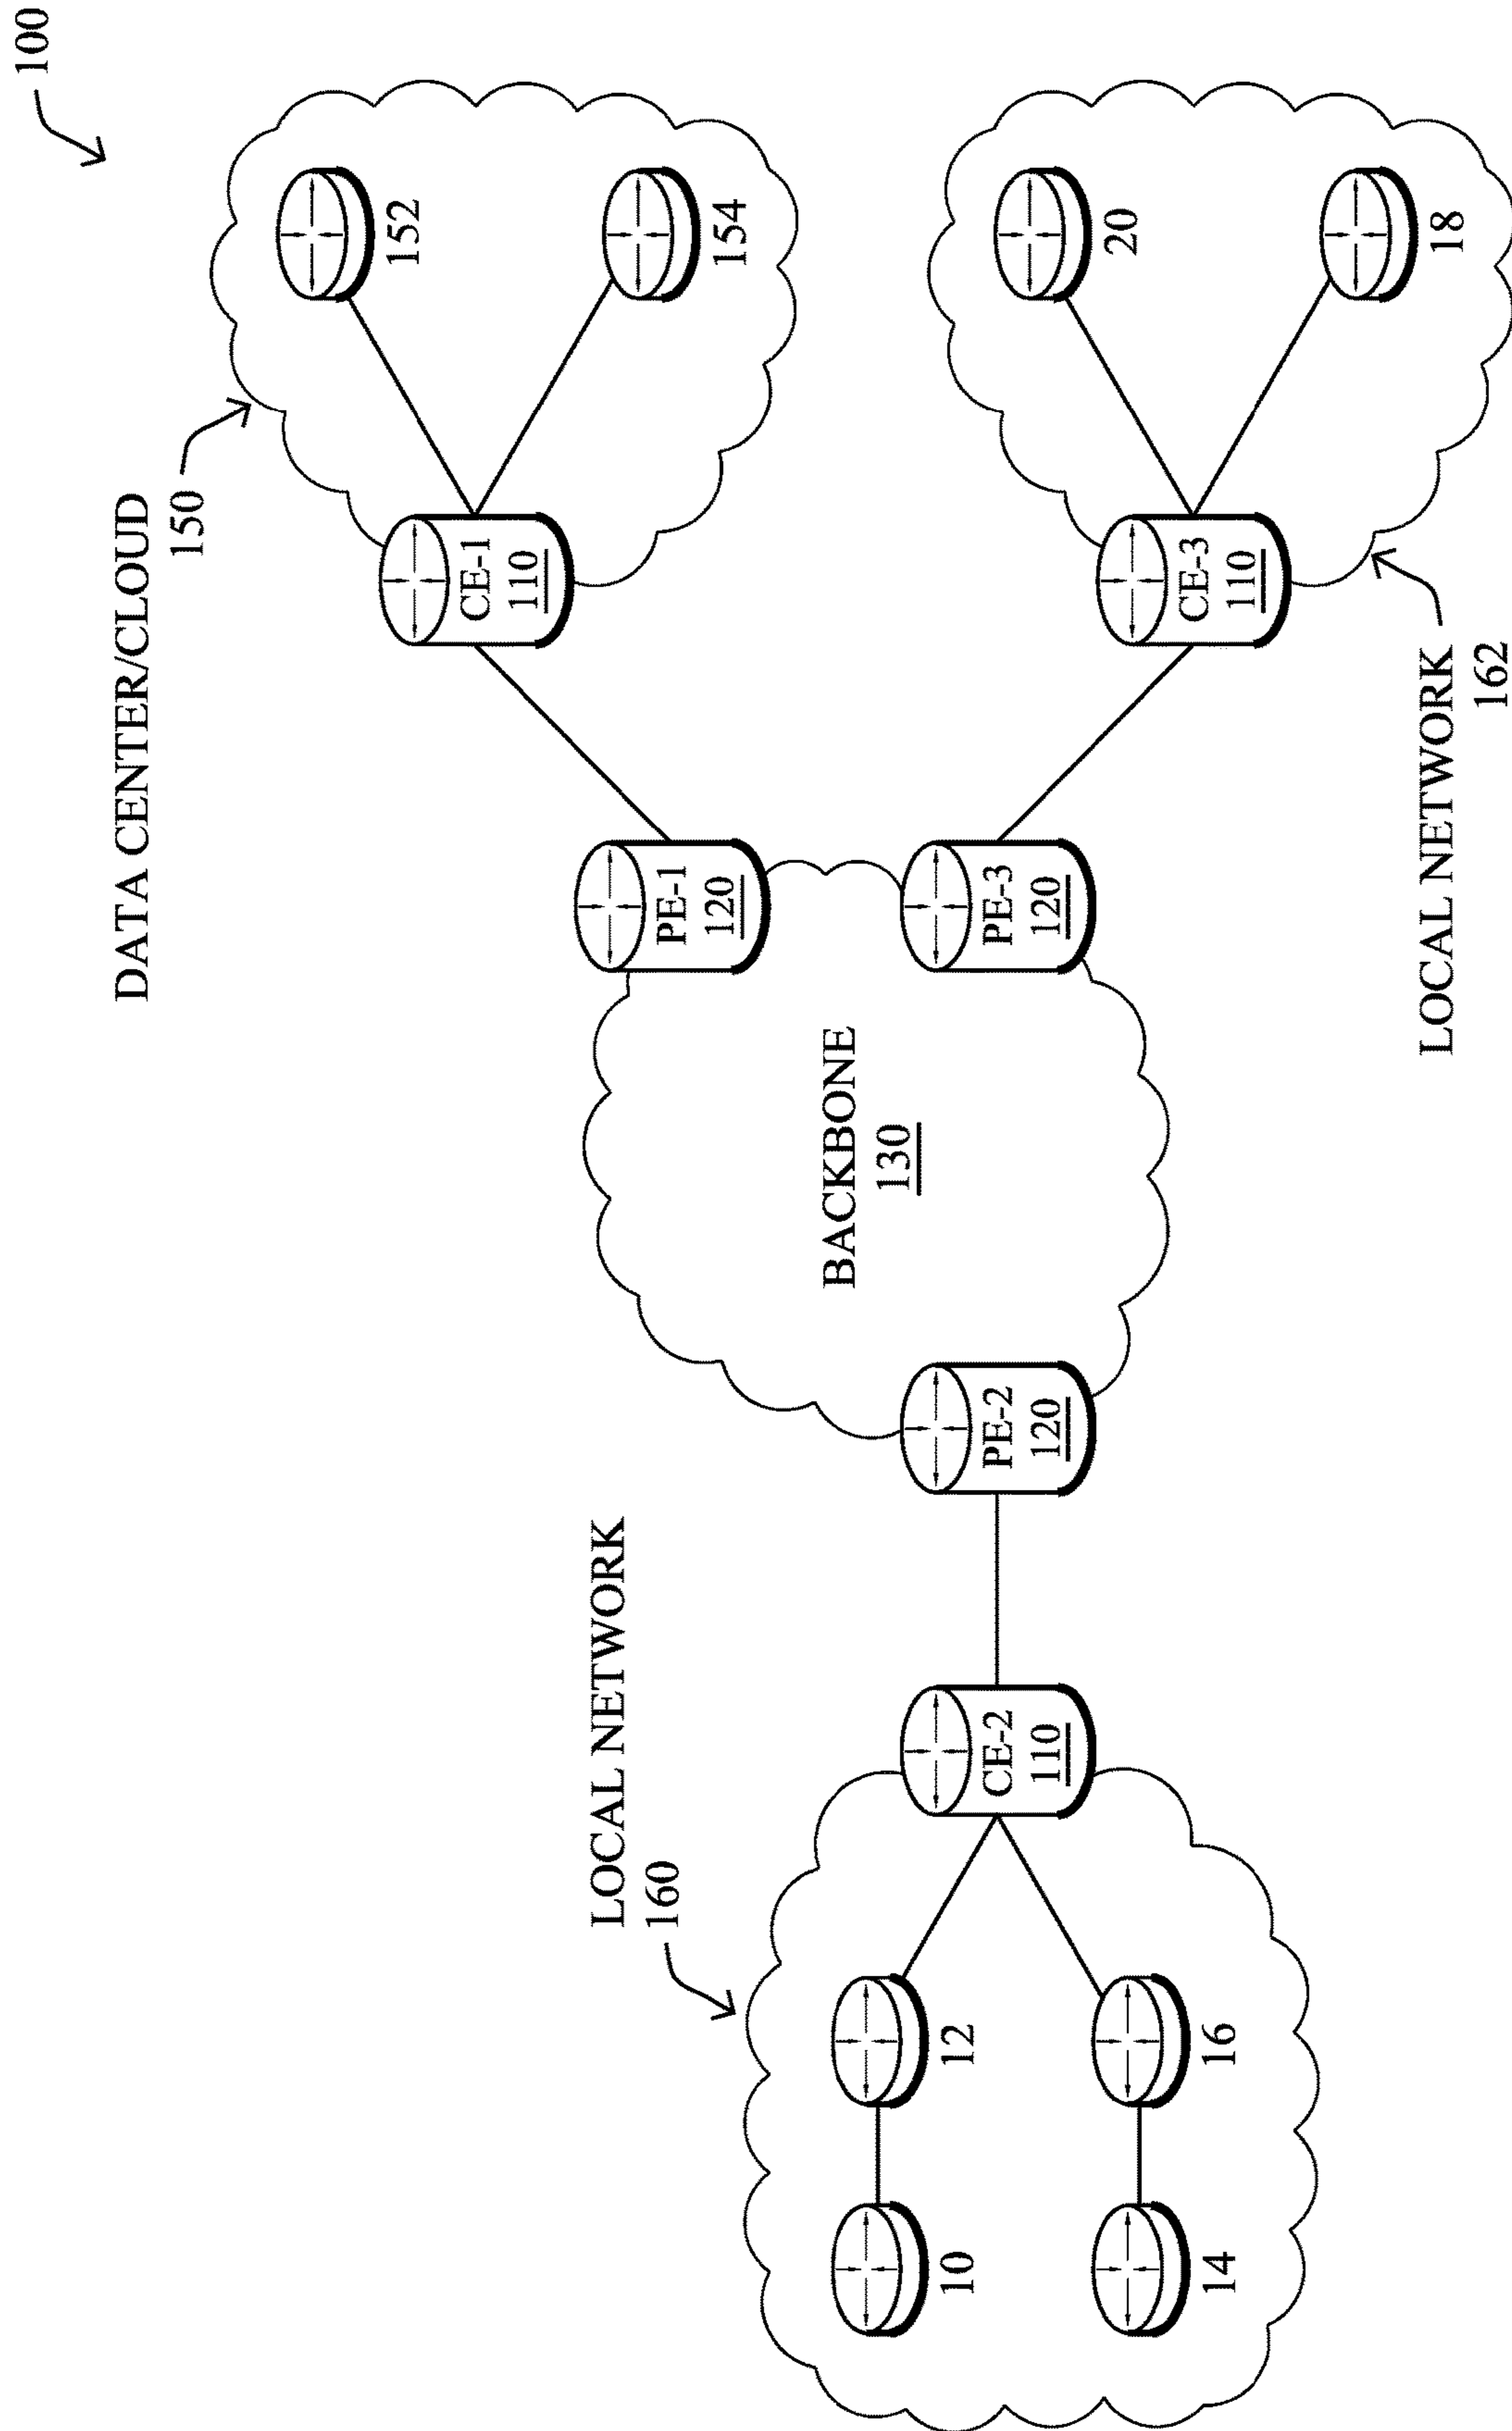 100
DATA CENTER/CLOUD
150
152
154
CE-1
110
PE-1
120
BACKBONE
130
PE-3
120
PE-2
120
CE-3
110
20
18
LOCAL NETWORK
162
LOCAL NETWORK
160
CE-2
110
12
10
16
14